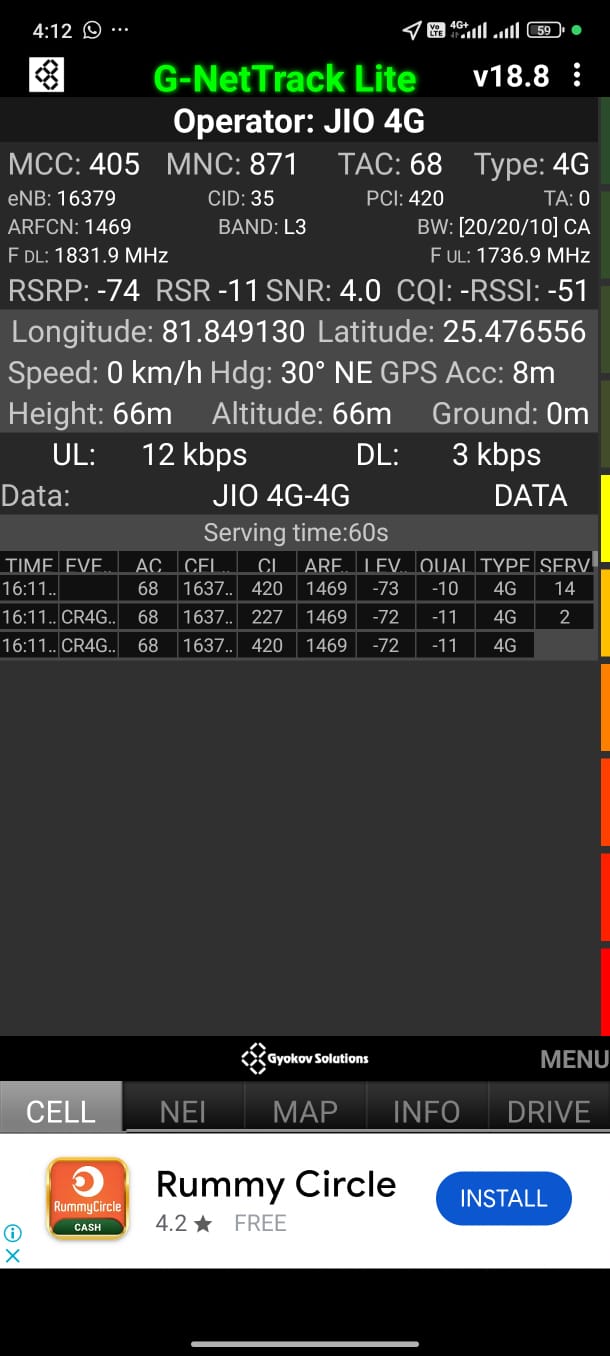 4:12 ... Vo LTE 4G+ 59
G-NetTrack Lite v18.8
Operator: JIO 4G
MCC: 405 MNC: 871 TAC: 68 Type: 4G
eNB: 16379 CID: 35 PCI: 420 TA: 0
ARFCN: 1469 BAND: L3 BW: [20/20/10] CA
F DL: 1831.9 MHz F UL: 1736.9 MHz
RSRP: -74 RSR -11 SNR: 4.0 CQI: -RSSI: -51
Longitude: 81.849130 Latitude: 25.476556
Speed: 0 km/h Hdg: 30° NE GPS Acc: 8m
Height: 66m Altitude: 66m Ground: 0m
UL: 12 kbps DL: 3 kbps
Data: JIO 4G-4G DATA
Serving time:60s
TIME EVE.. AC CEL.. CI ARF.. LEV.. QUAL TYPE SERV
16:11.. 68 1637.. 420 1469 -73 -10 4G 14
16:11.. CR4G.. 68 1637.. 227 1469 -72 -11 4G 2
16:11.. CR4G.. 68 1637.. 420 1469 -72 -11 4G
Gyokov Solutions MENU
CELL NEI MAP INFO DRIVE
RummyCircle
CASH
Rummy Circle
4.2 ★ FREE
INSTALL